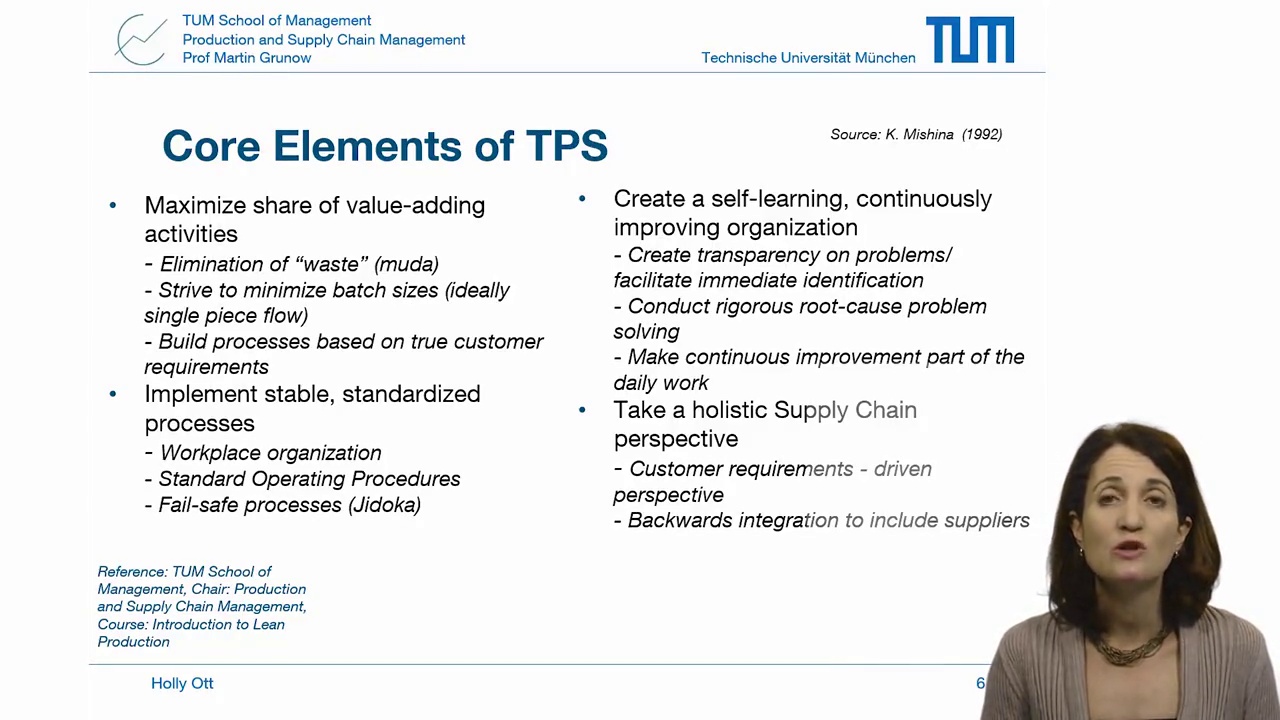 TUM School of Management
Production and Supply Chain Management
Prof Martin Grunow
Technische Universität München
TUM
Core Elements of TPS
Source: K. Mishina (1992)
• Maximize share of value-adding
activities
- Elimination of “waste” (muda)
- Strive to minimize batch sizes (ideally
single piece flow)
- Build processes based on true customer
requirements
• Implement stable, standardized
processes
- Workplace organization
- Standard Operating Procedures
- Fail-safe processes (Jidoka)
• Create a self-learning, continuously
improving organization
- Create transparency on problems/
facilitate immediate identification
- Conduct rigorous root-cause problem
solving
- Make continuous improvement part of the
daily work
• Take a holistic Supply Chain
perspective
- Customer requirements - driven
perspective
- Backwards integration to include suppliers
Reference: TUM School of
Management, Chair: Production
and Supply Chain Management,
Course: Introduction to Lean
Production
Holly Ott
6